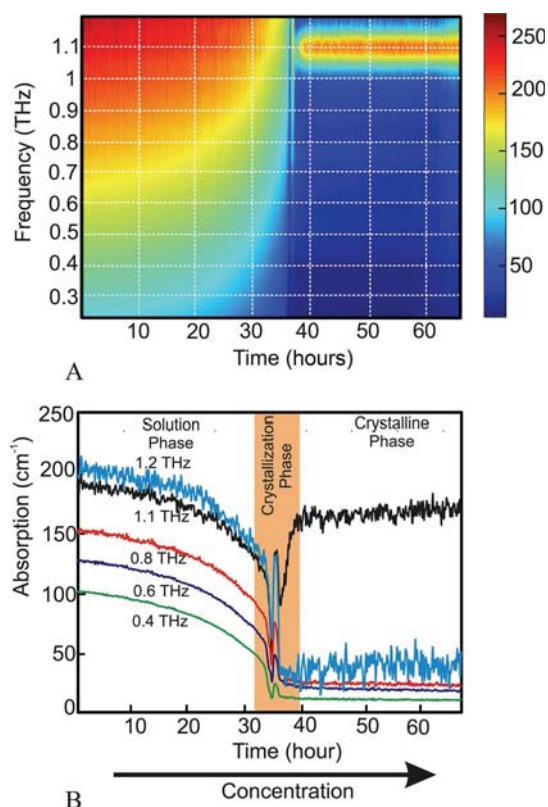 1.1
1
0.9
0.8
0.7
0.6
0.5
0.4
0.3
Frequency (THz)
10 20 30 40 50 60
Time (hours)
250
200
150
100
50
A
250
200
150
100
50
0
Absorption (cm-1)
Solution
Phase
Crystallization
Phase
Crystalline
Phase
1.2 THz
1.1 THz
0.8 THz
0.6 THz
0.4 THz
10 20 30 40 50 60
Time (hour)
Concentration
B